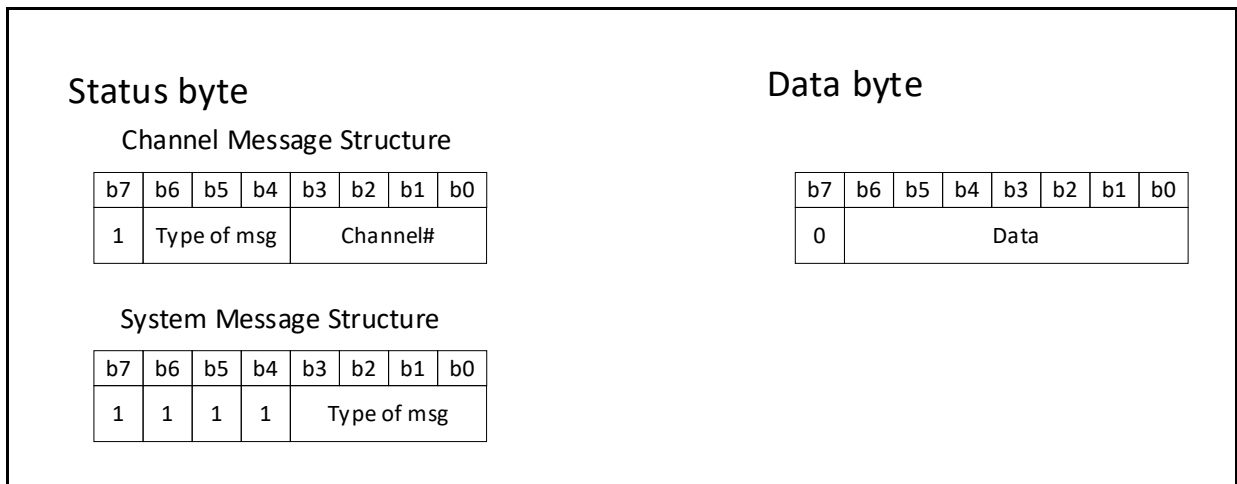 Status byte
Channel Message Structure
b7 b6 b5 b4 b3 b2 b1 b0
1 Type of msg Channel#
System Message Structure
b7 b6 b5 b4 b3 b2 b1 b0
1 1 1 1 Type of msg
Data byte
b7 b6 b5 b4 b3 b2 b1 b0
0 Data